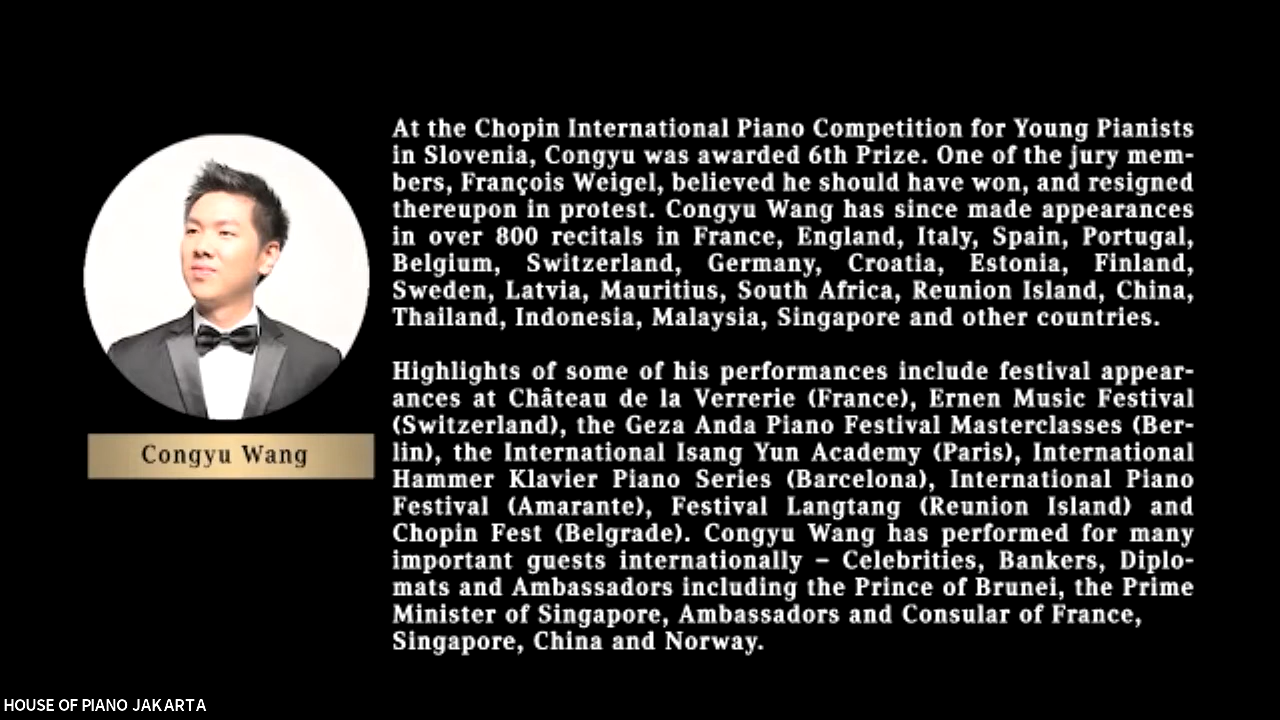 At the Chopin International Piano Competition for Young Pianists
in Slovenia, Congyu was awarded 6th Prize. One of the jury mem-
bers, François Weigel, believed he should have won, and resigned
thereupon in protest. Congyu Wang has since made appearances
in over 800 recitals in France, England, Italy, Spain, Portugal,
Belgium, Switzerland, Germany, Croatia, Estonia, Finland,
Sweden, Latvia, Mauritius, South Africa, Reunion Island, China,
Thailand, Indonesia, Malaysia, Singapore and other countries.
Highlights of some of his performances include festival appear-
ances at Château de la Verrerie (France), Ernen Music Festival
(Switzerland), the Geza Anda Piano Festival Masterclasses (Ber-
lin), the International Isang Yun Academy (Paris), International
Hammer Klavier Piano Series (Barcelona), International Piano
Festival (Amarante), Festival Langtang (Reunion Island) and
Chopin Fest (Belgrade). Congyu Wang has performed for many
important guests internationally – Celebrities, Bankers, Diplo-
mats and Ambassadors including the Prince of Brunei, the Prime
Minister of Singapore, Ambassadors and Consular of France,
Singapore, China and Norway.
Congyu Wang
HOUSE OF PIANO JAKARTA